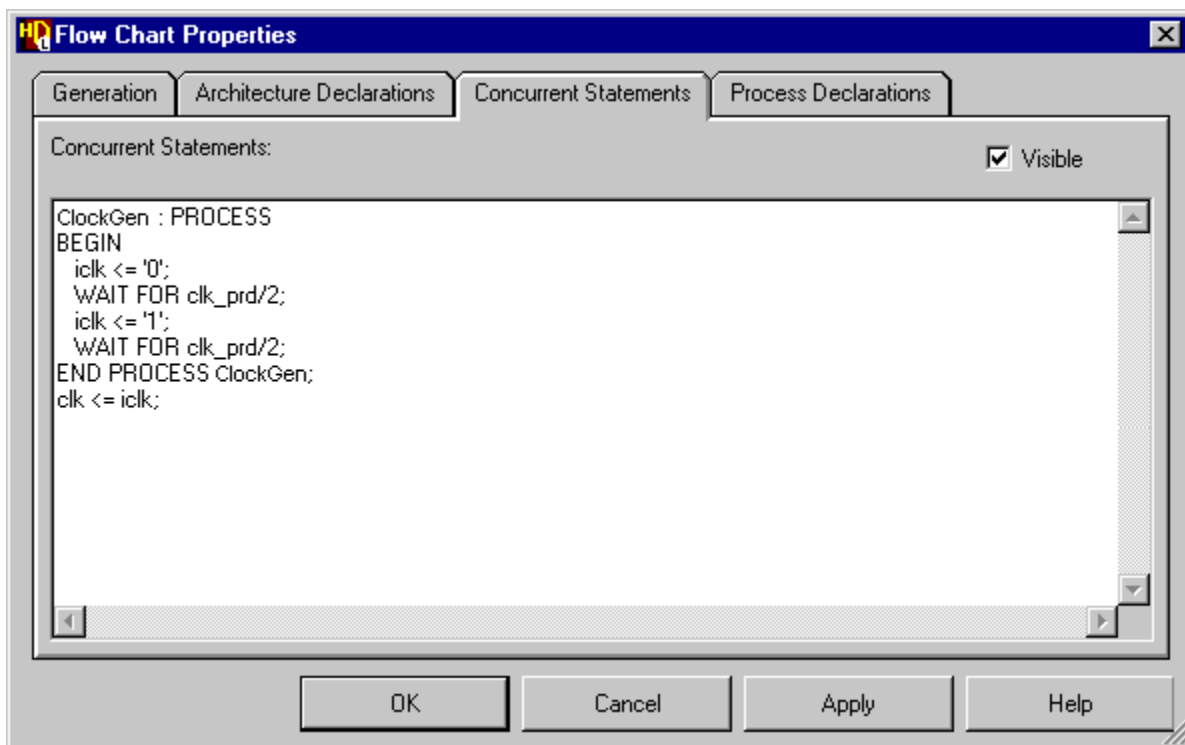 HDL Flow Chart Properties
Generation Architecture Declarations Concurrent Statements Process Declarations
Concurrent Statements: Visible
ClockGen : PROCESS
BEGIN
   iclk <= '0';
   WAIT FOR clk_prd/2;
   iclk <= '1';
   WAIT FOR clk_prd/2;
END PROCESS ClockGen;
clk <= iclk;
OK Cancel Apply Help